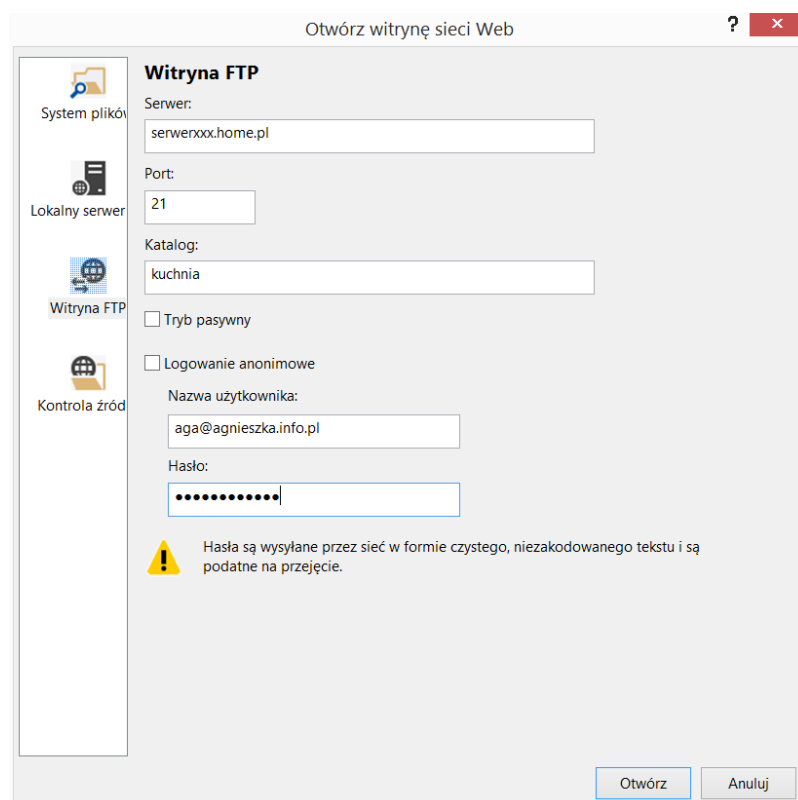 Otwórz witrynę sieci Web
?
System plików
Lokalny serwer
Witryna FTP
Kontrola źród
Witryna FTP
Serwer:
serwerxxx.home.pl
Port:
21
Katalog:
kuchnia
Tryb pasywny
Logowanie anonimowe
Nazwa użytkownika:
aga@agnieszka.info.pl
Hasło:
••••••••••••
Hasła są wysyłane przez sieć w formie czystego, niezakodowanego tekstu i są
podatne na przejęcie.
Otwórz
Anuluj